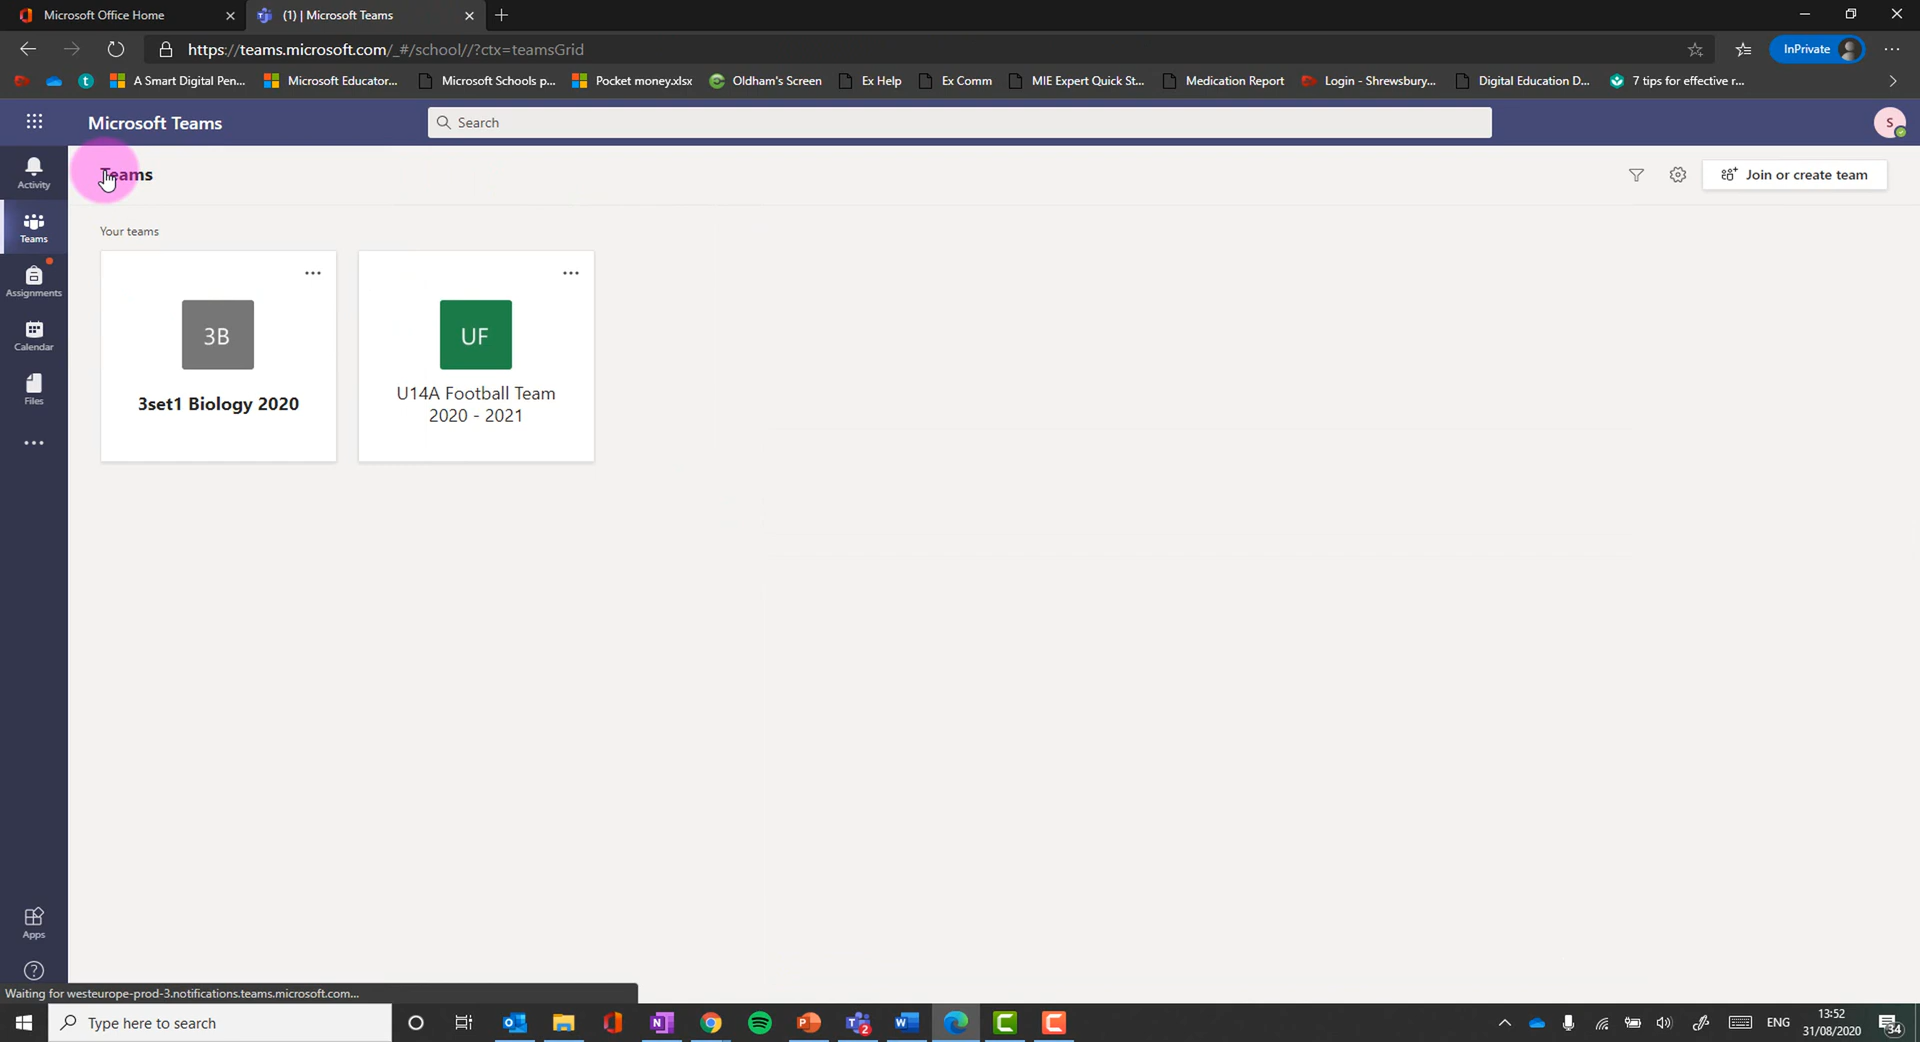 Microsoft Office Home
(1) | Microsoft Teams
https://teams.microsoft.com/_#/school//?ctx=teamsGrid
InPrivate
A Smart Digital Pen...
Microsoft Educator...
Microsoft Schools p...
Pocket money.xlsx
Oldham's Screen
Ex Help
Ex Comm
MIE Expert Quick St...
Medication Report
Login - Shrewsbury...
Digital Education D...
7 tips for effective r...
Microsoft Teams
Search
S
Activity
Teams
Assignments
Calendar
Files
Apps
Teams
Join or create team
Your teams
3B
3set1 Biology 2020
UF
U14A Football Team
2020 - 2021
Waiting for westeurope-prod-3.notifications.teams.microsoft.com...
Type here to search
2
ENG
13:52
31/08/2020
34